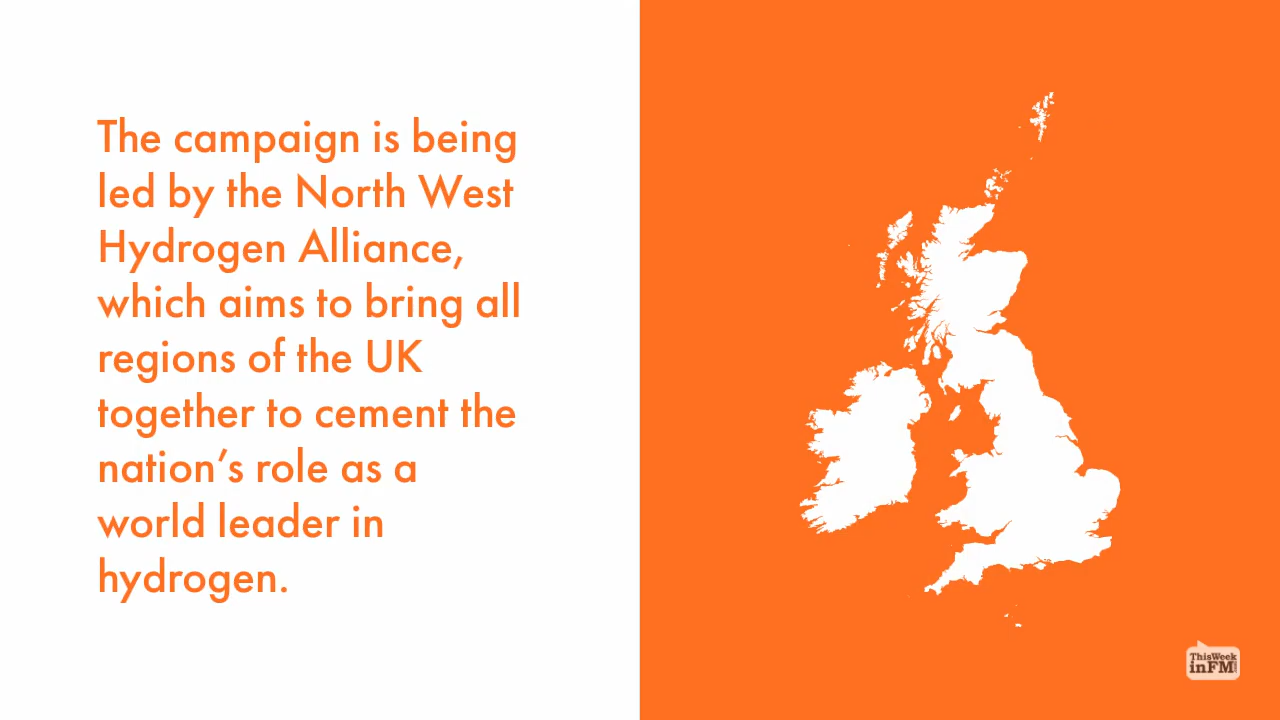 The campaign is being
led by the North West
Hydrogen Alliance,
which aims to bring all
regions of the UK
together to cement the
nation’s role as a
world leader in
hydrogen.
ThisWeek
inFM